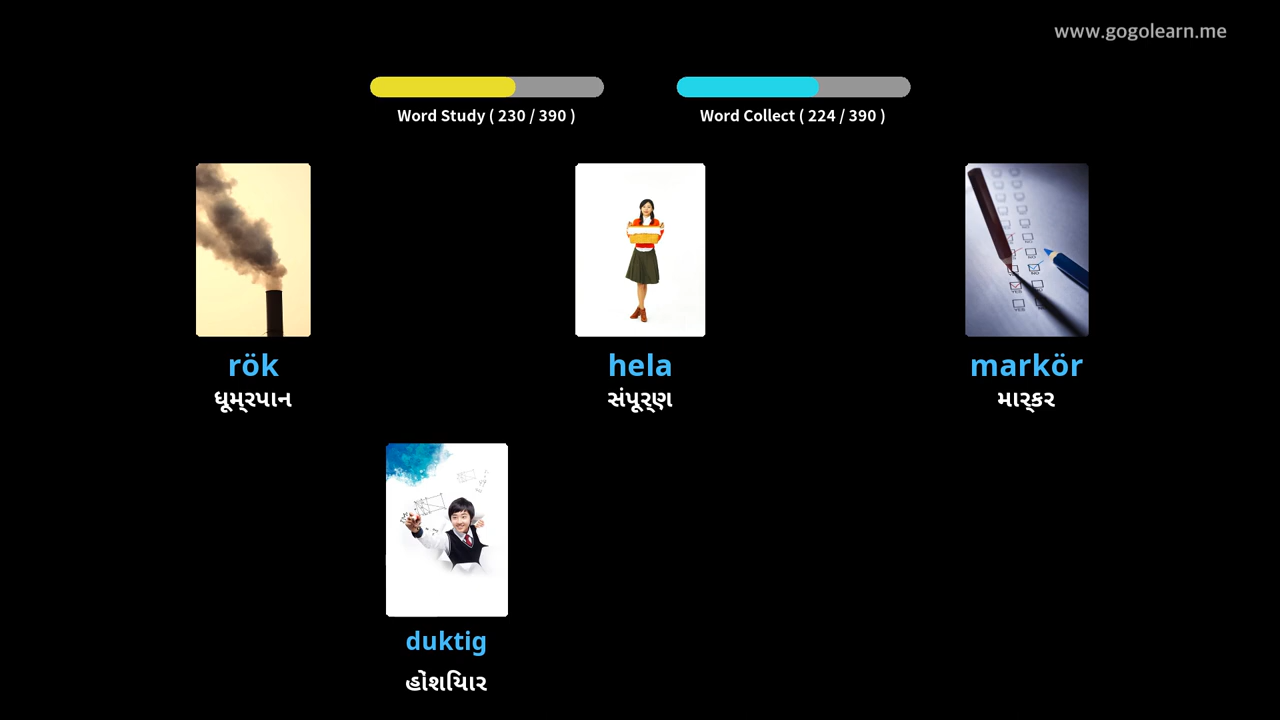 www.gogolearn.me
Word Study ( 230 / 390 )
Word Collect ( 224 / 390 )
rök
hela
markör
ધૂમ્રપાન
સંપૂર્ણ
માર્કર
duktig
હોશિયાર